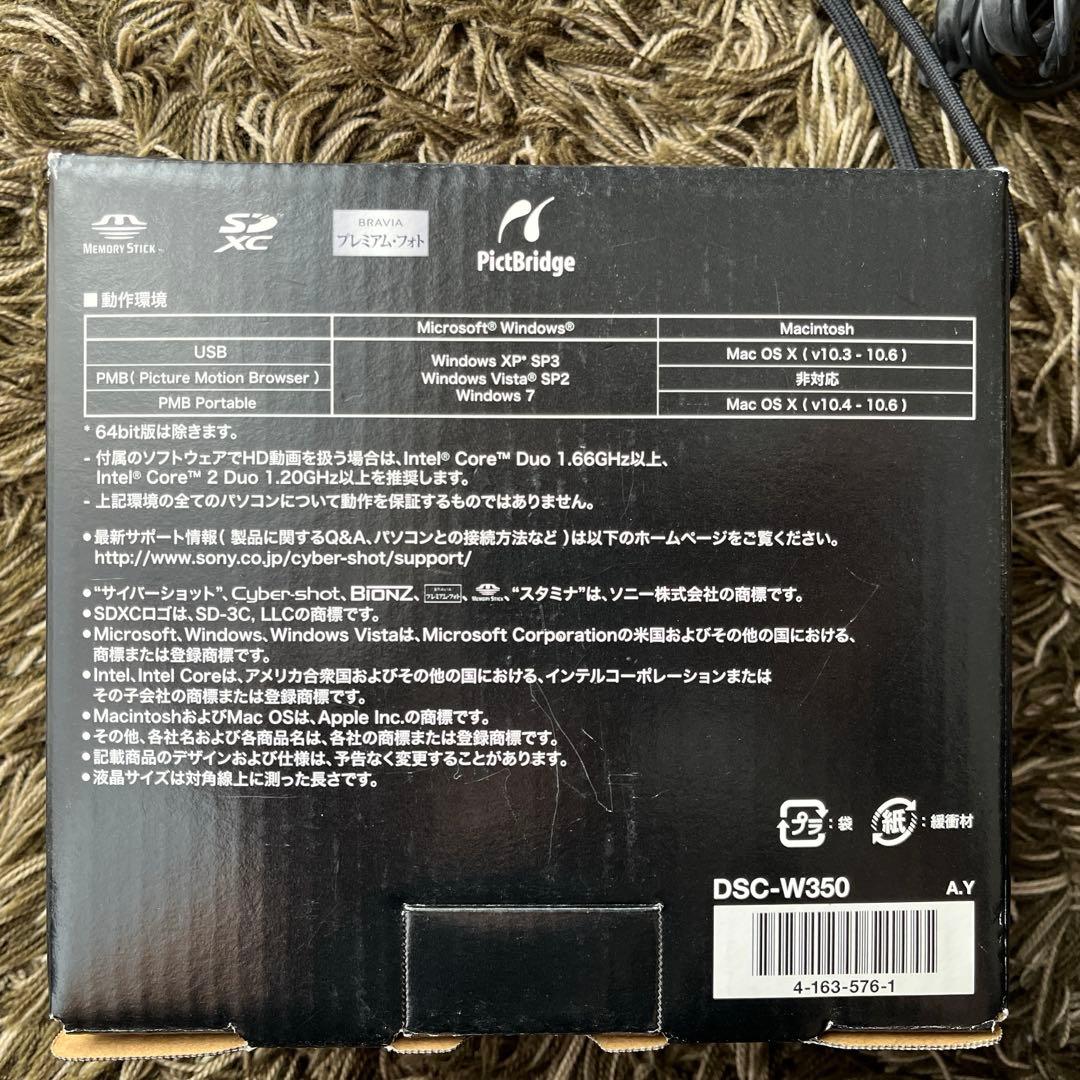 MEMORY STICK™
SD XC
BRAVIA
プレミアム・フォト
PictBridge
■動作環境
Microsoft® Windows®
Macintosh
USB
Windows XP* SP3
Windows Vista® SP2
Windows 7
Mac OS X ( v10.3 - 10.6 )
PMB( Picture Motion Browser )
非対応
PMB Portable
Mac OS X ( v10.4 - 10.6 )
* 64bit版は除きます。
- 付属のソフトウェアでHD動画を扱う場合は、Intel® Core™ Duo 1.66GHz以上、
Intel® Core™ 2 Duo 1.20GHz以上を推奨します。
- 上記環境の全てのパソコンについて動作を保証するものではありません。
●最新サポート情報( 製品に関するQ&A、パソコンとの接続方法など )は以下のホームページをご覧ください。
http://www.sony.co.jp/cyber-shot/support/
●“サイバーショット”、Cyber-shot、BIONZ、BRAVIA プレミアム・フォト、MEMORY STICK™、“スタミナ”は、ソニー株式会社の商標です。
●SDXCロゴは、SD-3C, LLCの商標です。
●Microsoft、Windows、Windows Vistaは、Microsoft Corporationの米国およびその他の国における、
商標または登録商標です。
●Intel、Intel Coreは、アメリカ合衆国およびその他の国における、インテルコーポレーションまたは
その子会社の商標または登録商標です。
●MacintoshおよびMac OSは、Apple Inc.の商標です。
●その他、各社名および各商品名は、各社の商標または登録商標です。
●記載商品のデザインおよび仕様は、予告なく変更することがあります。
●液晶サイズは対角線上に測った長さです。
プラ : 袋
紙 : 緩衝材
DSC-W350
A.Y
4-163-576-1